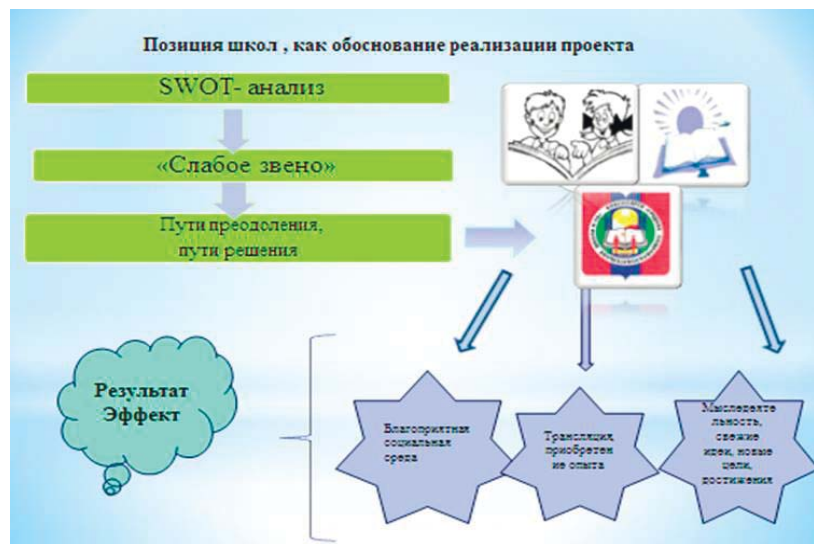 Позиция школ , как обоснование реализации проекта
SWOT- анализ
«Слабое звено»
Пути преодоления,
пути решения
Результат
Эффект
Благоприятная
социальная
среда
Трансляция,
приобретен
ие опыта
Мыследеяте
льность,
свежие
идеи, новые
цели,
достижения